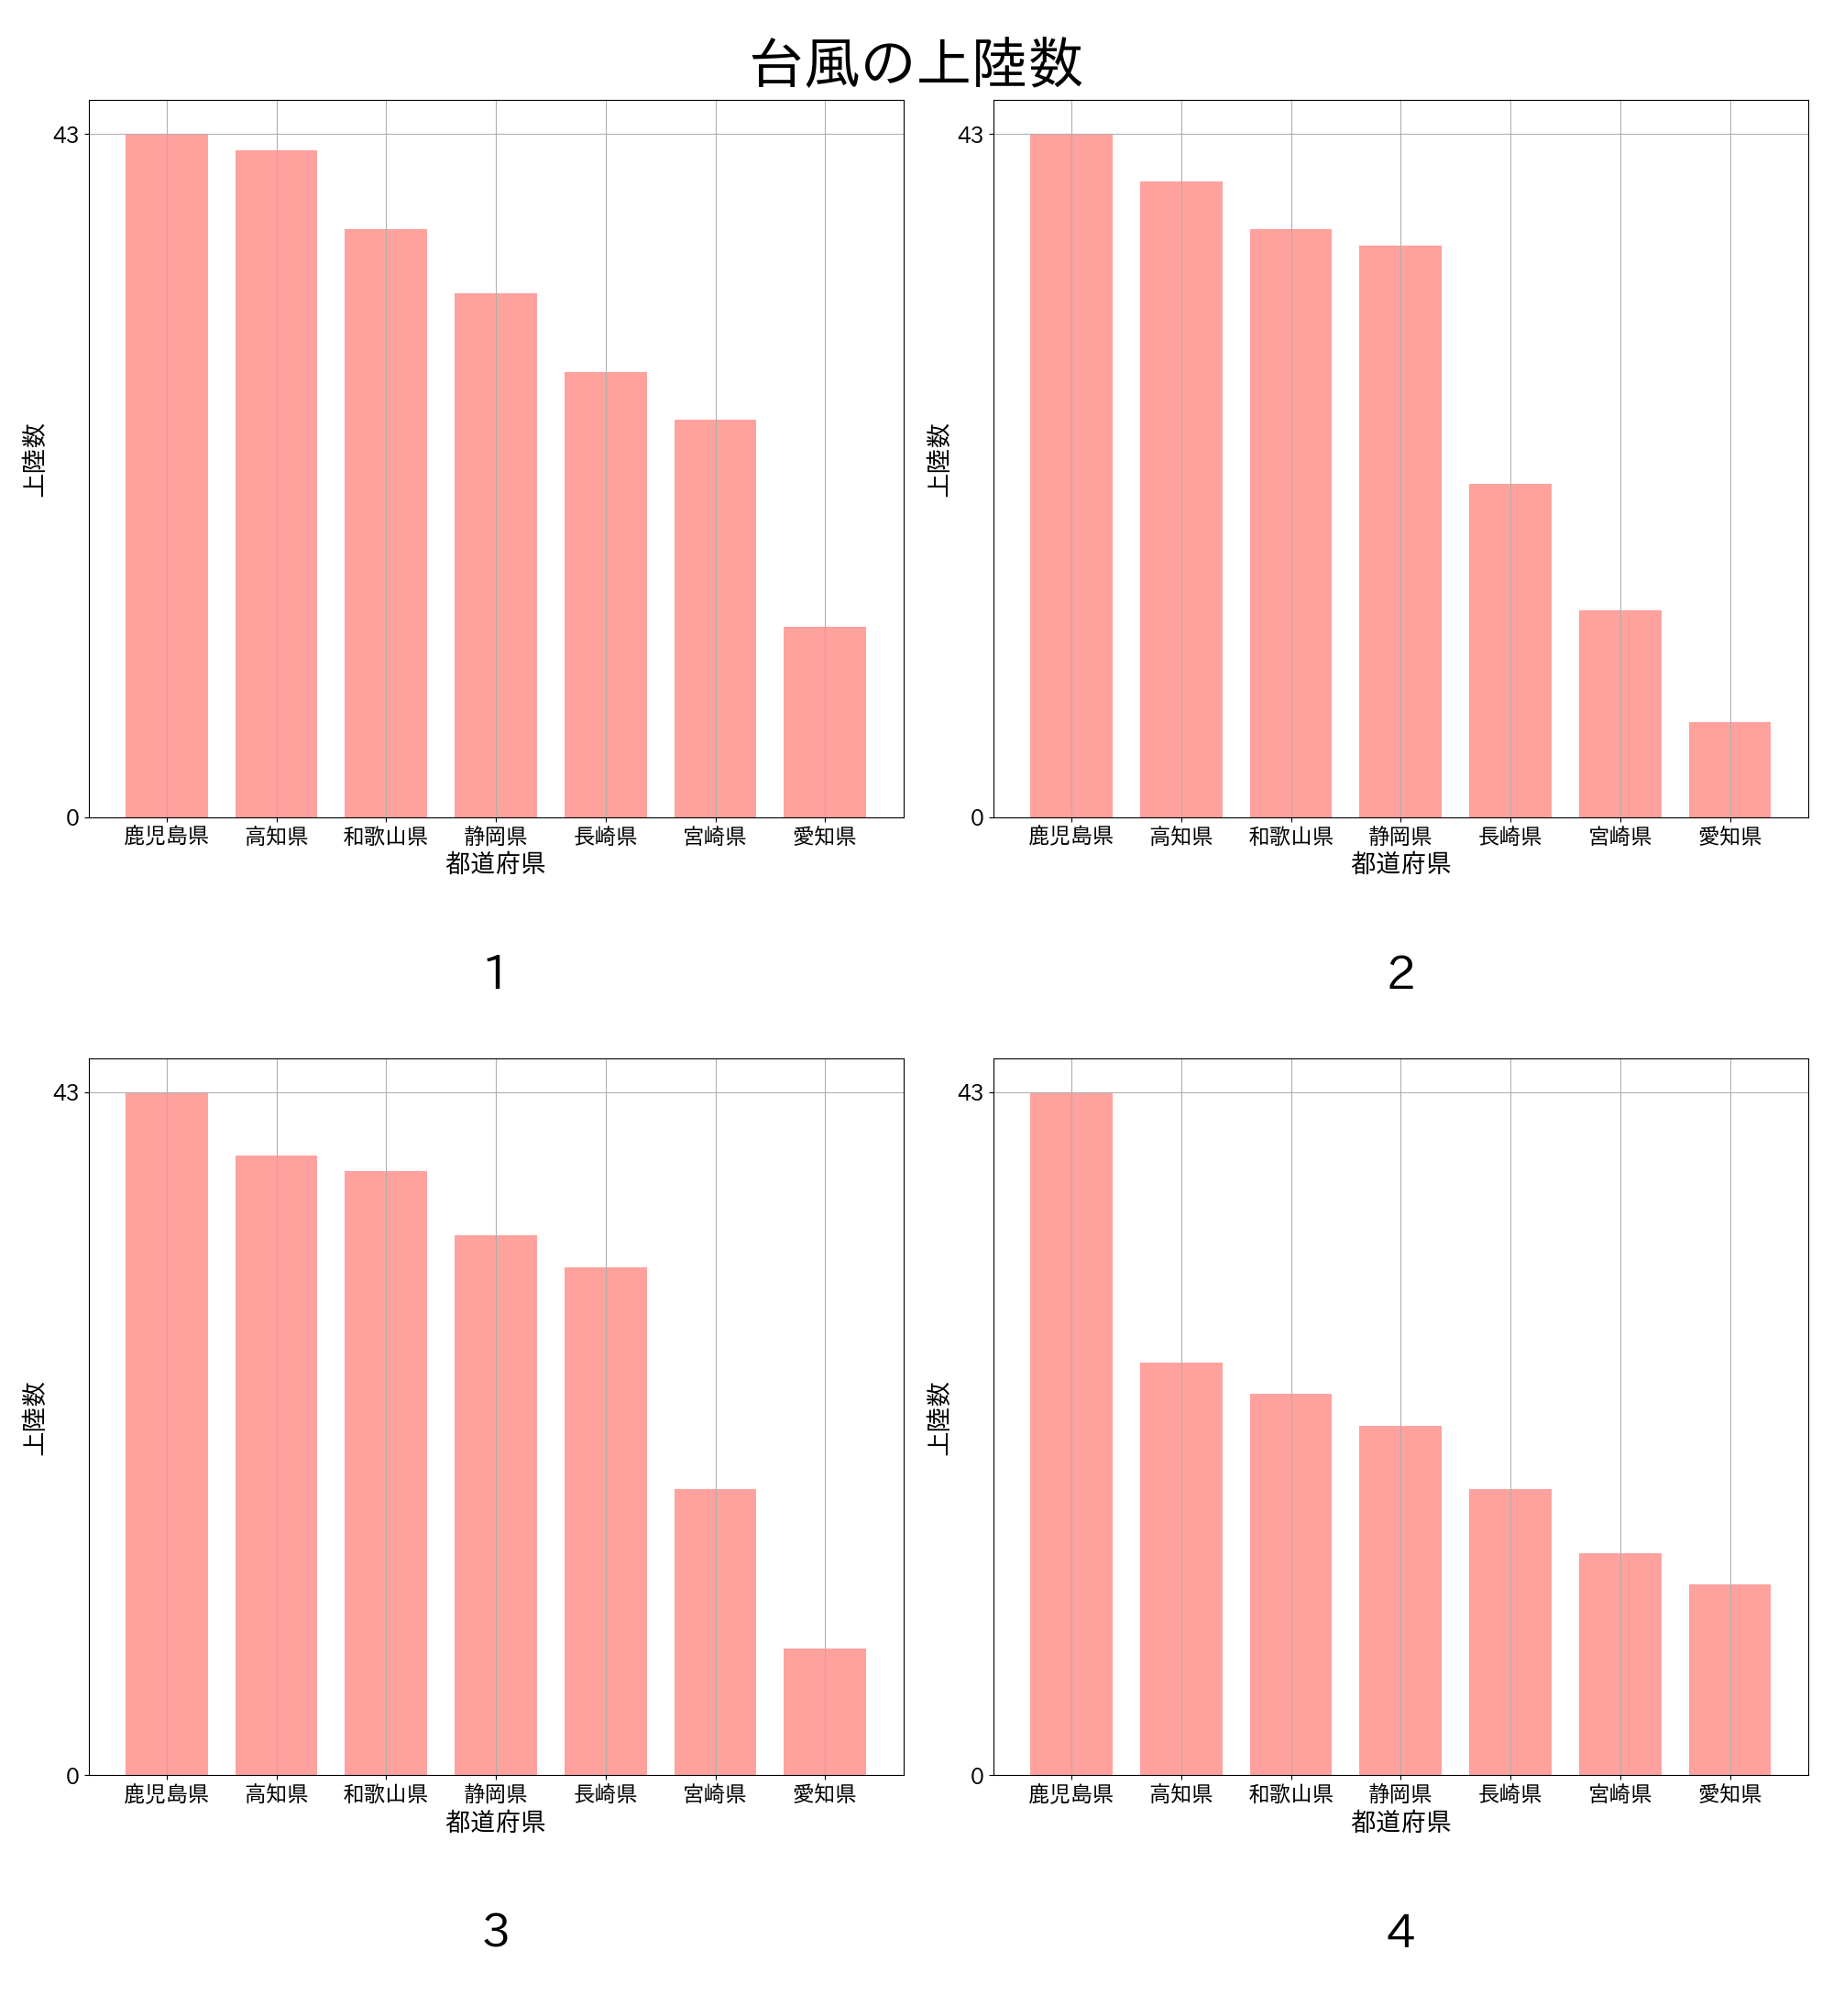 台風の上陸数
43
0
上陸数
鹿児島県 高知県 和歌山県 静岡県 長崎県 宮崎県 愛知県
都道府県
1
43
0
上陸数
鹿児島県 高知県 和歌山県 静岡県 長崎県 宮崎県 愛知県
都道府県
2
43
0
上陸数
鹿児島県 高知県 和歌山県 静岡県 長崎県 宮崎県 愛知県
都道府県
3
43
0
上陸数
鹿児島県 高知県 和歌山県 静岡県 長崎県 宮崎県 愛知県
都道府県
4